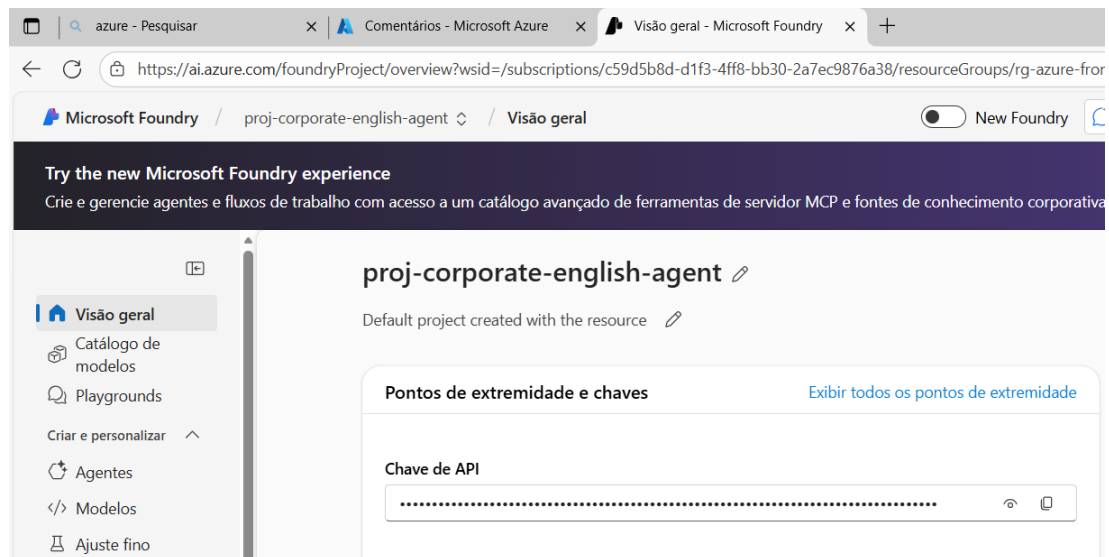 azure - Pesquisar
Comentários - Microsoft Azure
Visão geral - Microsoft Foundry
https://ai.azure.com/foundryProject/overview?wsid=/subscriptions/c59d5b8d-d1f3-4ff8-bb30-2a7ec9876a38/resourceGroups/rg-azure-fron
Microsoft Foundry / proj-corporate-english-agent / Visão geral
New Foundry
Try the new Microsoft Foundry experience
Crie e gerencie agentes e fluxos de trabalho com acesso a um catálogo avançado de ferramentas de servidor MCP e fontes de conhecimento corporativa
Visão geral
Catálogo de
modelos
Playgrounds
Criar e personalizar
Agentes
Modelos
Ajuste fino
proj-corporate-english-agent
Default project created with the resource
Pontos de extremidade e chaves
Exibir todos os pontos de extremidade
Chave de API